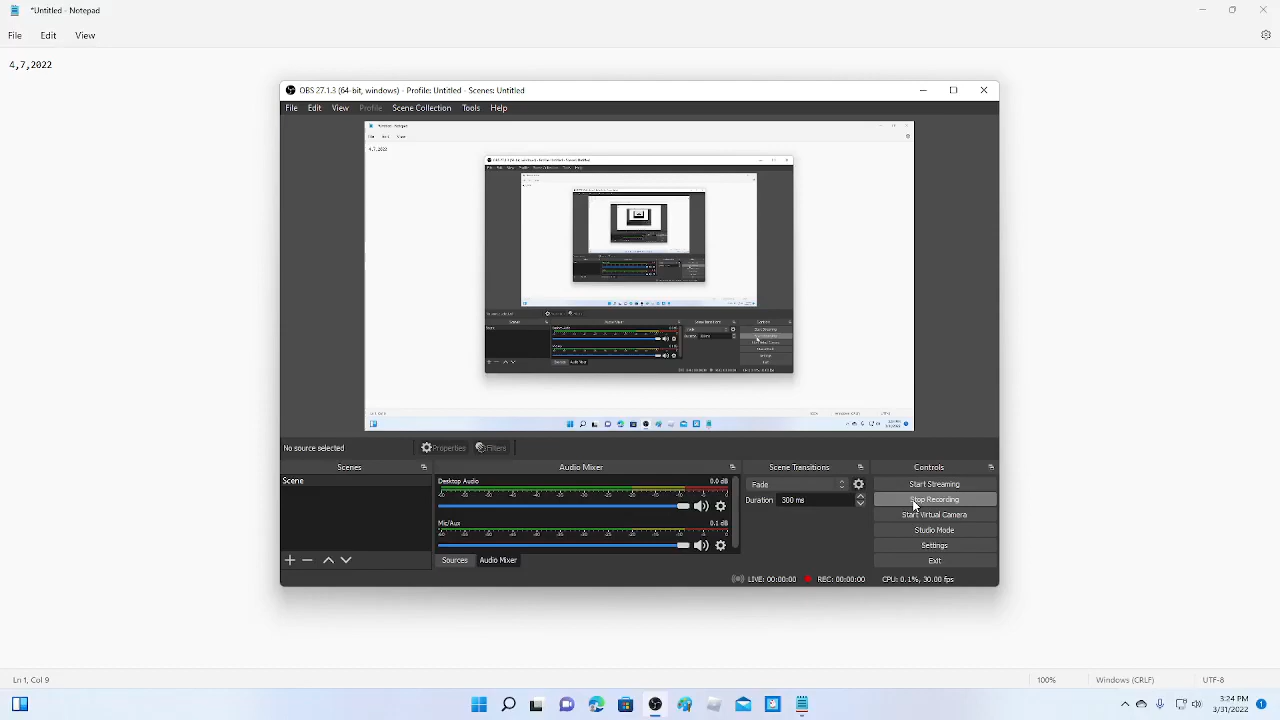 *Untitled - Notepad
File Edit View
4,7,2022
OBS 27.1.3 (64-bit, windows) - Profile: Untitled - Scenes: Untitled
File Edit View Profile Scene Collection Tools Help
No source selected Properties Filters
Scenes Audio Mixer Scene Transitions Controls
Scene
Desktop Audio 0.0 dB
Mic/Aux 0.1 dB
Fade
Duration 300 ms
Start Streaming
Stop Recording
Start Virtual Camera
Studio Mode
Settings
Exit
Sources Audio Mixer
LIVE: 00:00:00 REC: 00:00:00 CPU: 0.1%, 30.00 fps
Ln 1, Col 9 100% Windows (CRLF) UTF-8
3:24 PM
3/31/2022